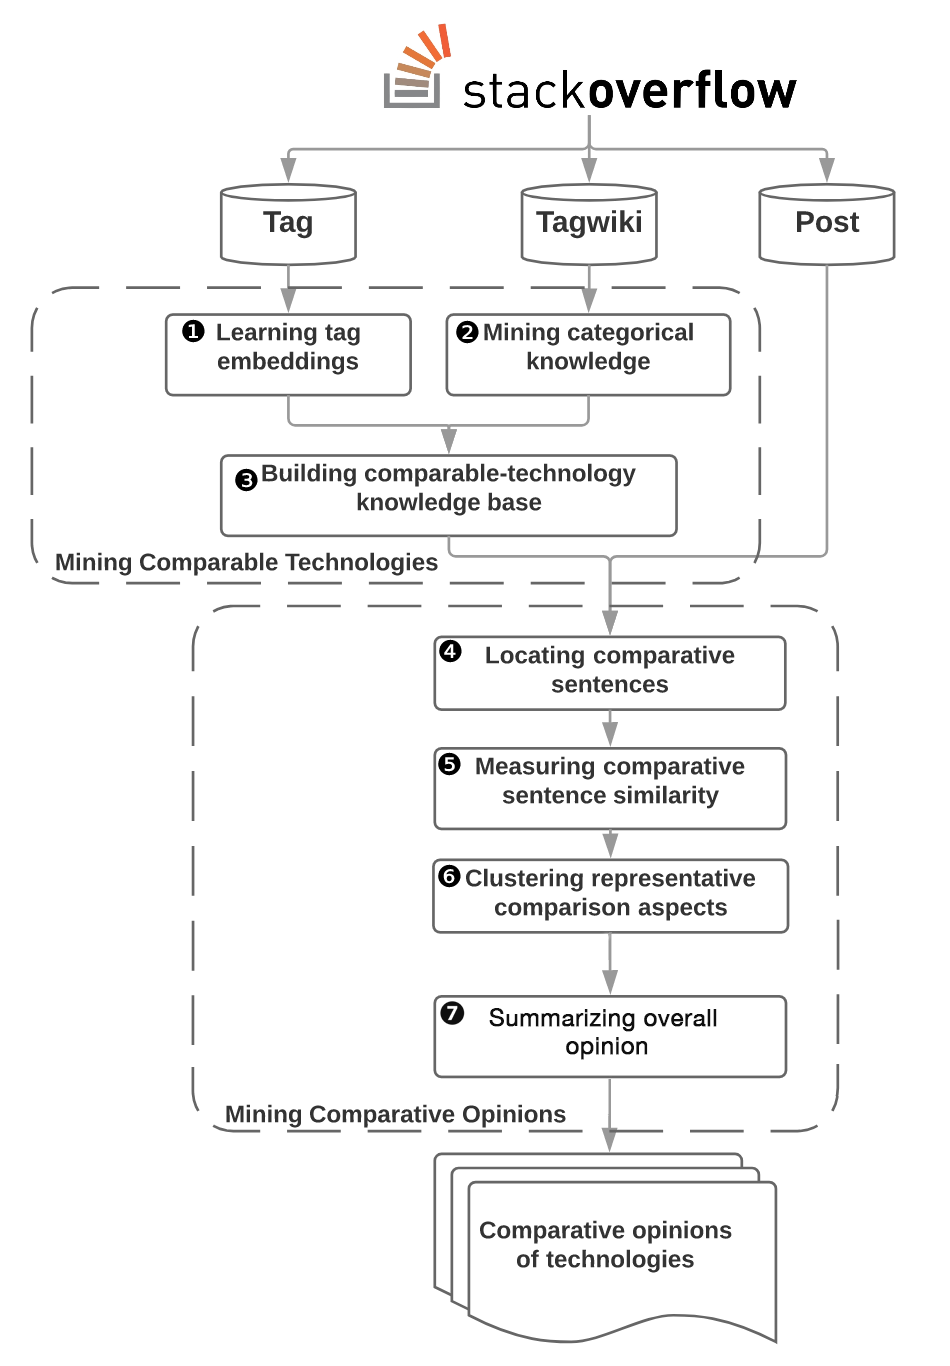 stackoverflow
Tag
Tagwiki
Post
❶ Learning tag
embeddings
❷ Mining categorical
knowledge
❸ Building comparable-technology
knowledge base
Mining Comparable Technologies
❹ Locating comparative
sentences
❺ Measuring comparative
sentence similarity
❻ Clustering representative
comparison aspects
❼ Summarizing overall
opinion
Mining Comparative Opinions
Comparative opinions
of technologies